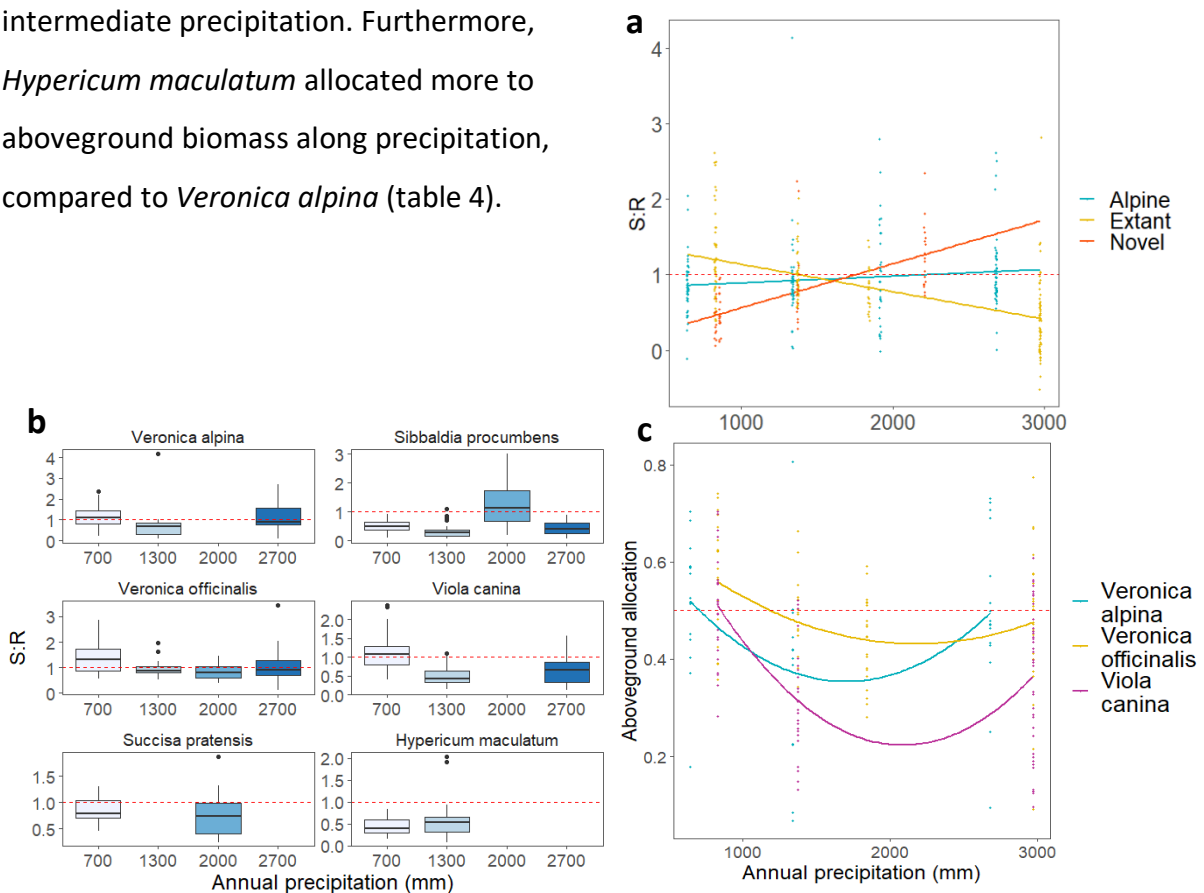 intermediate precipitation. Furthermore,
Hypericum maculatum allocated more to
aboveground biomass along precipitation,
compared to Veronica alpina (table 4).
a
4
3
2
1
0
S:R
1000 2000 3000
Alpine
Extant
Novel
b
Veronica alpina
4
3
2
1
0
700 1300 2000 2700
Sibbaldia procumbens
3
2
1
0
700 1300 2000 2700
Veronica officinalis
3
2
1
0
700 1300 2000 2700
Viola canina
2.0
1.5
1.0
0.5
0.0
700 1300 2000 2700
Succisa pratensis
1.5
1.0
0.5
700 1300 2000 2700
Hypericum maculatum
2.0
1.5
1.0
0.5
0.0
700 1300 2000 2700
S:R
Annual precipitation (mm)
c
0.8
0.6
0.4
0.2
Aboveground allocation
1000 2000 3000
Annual precipitation (mm)
Veronica
alpina
Veronica
officinalis
Viola
canina